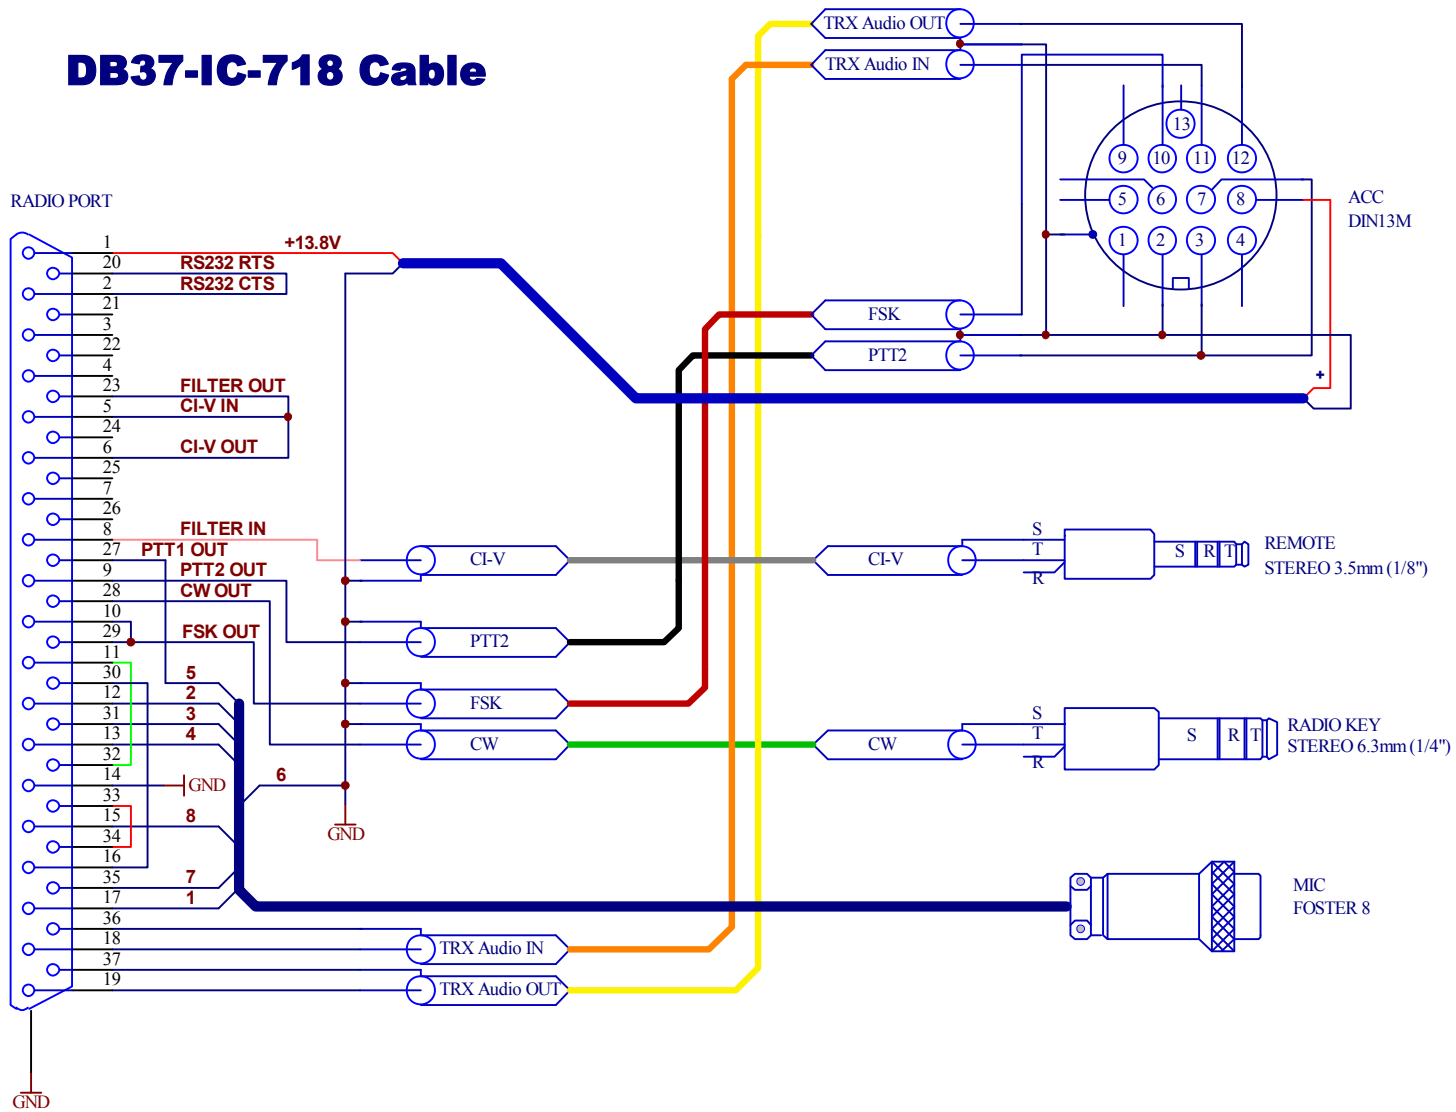 DB37-IC-718 Cable
TRX Audio OUT
TRX Audio IN
13
9 10 11 12
5 6 7 8
1 2 3 4
ACC
DIN13M
FSK
PTT2
+
RADIO PORT
1 +13.8V
20 RS232 RTS
2 RS232 CTS
21
3
22
4
23 FILTER OUT
5 CI-V IN
24
6 CI-V OUT
25
7
26
8 FILTER IN
27 PTT1 OUT
9 PTT2 OUT
28 CW OUT
10
29 FSK OUT
11
30 5
12 2
31 3
13 4
32
14 GND
33
15 8
34
16
35 7
17 1
36
18
37
19
6
GND
GND
CI-V
PTT2
FSK
CW
TRX Audio IN
TRX Audio OUT
CI-V
S
T
R
S R T
REMOTE
STEREO 3.5mm (1/8")
CW
S
T
R
S R T
RADIO KEY
STEREO 6.3mm (1/4")
MIC
FOSTER 8